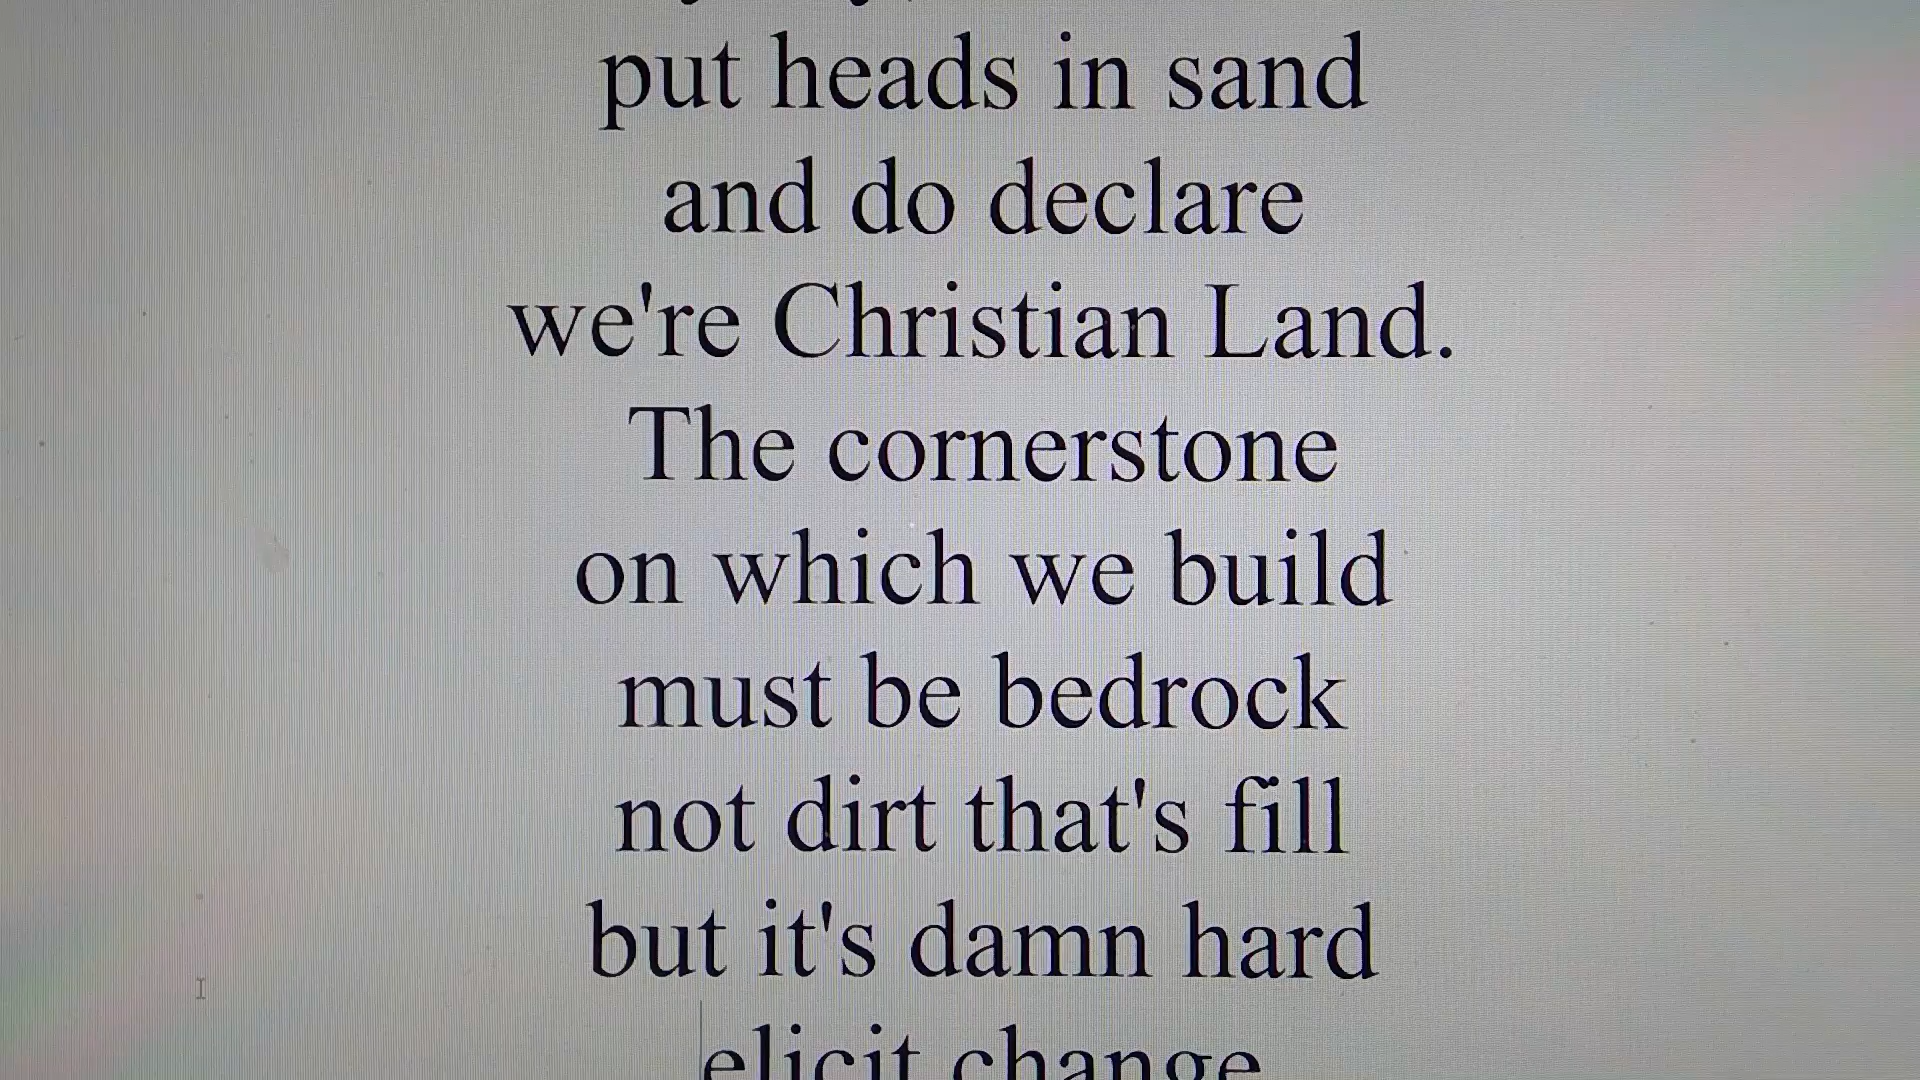 put heads in sand
and do declare
we're Christian Land.
The cornerstone
on which we build
must be bedrock
not dirt that's fill
but it's damn hard
elicit change